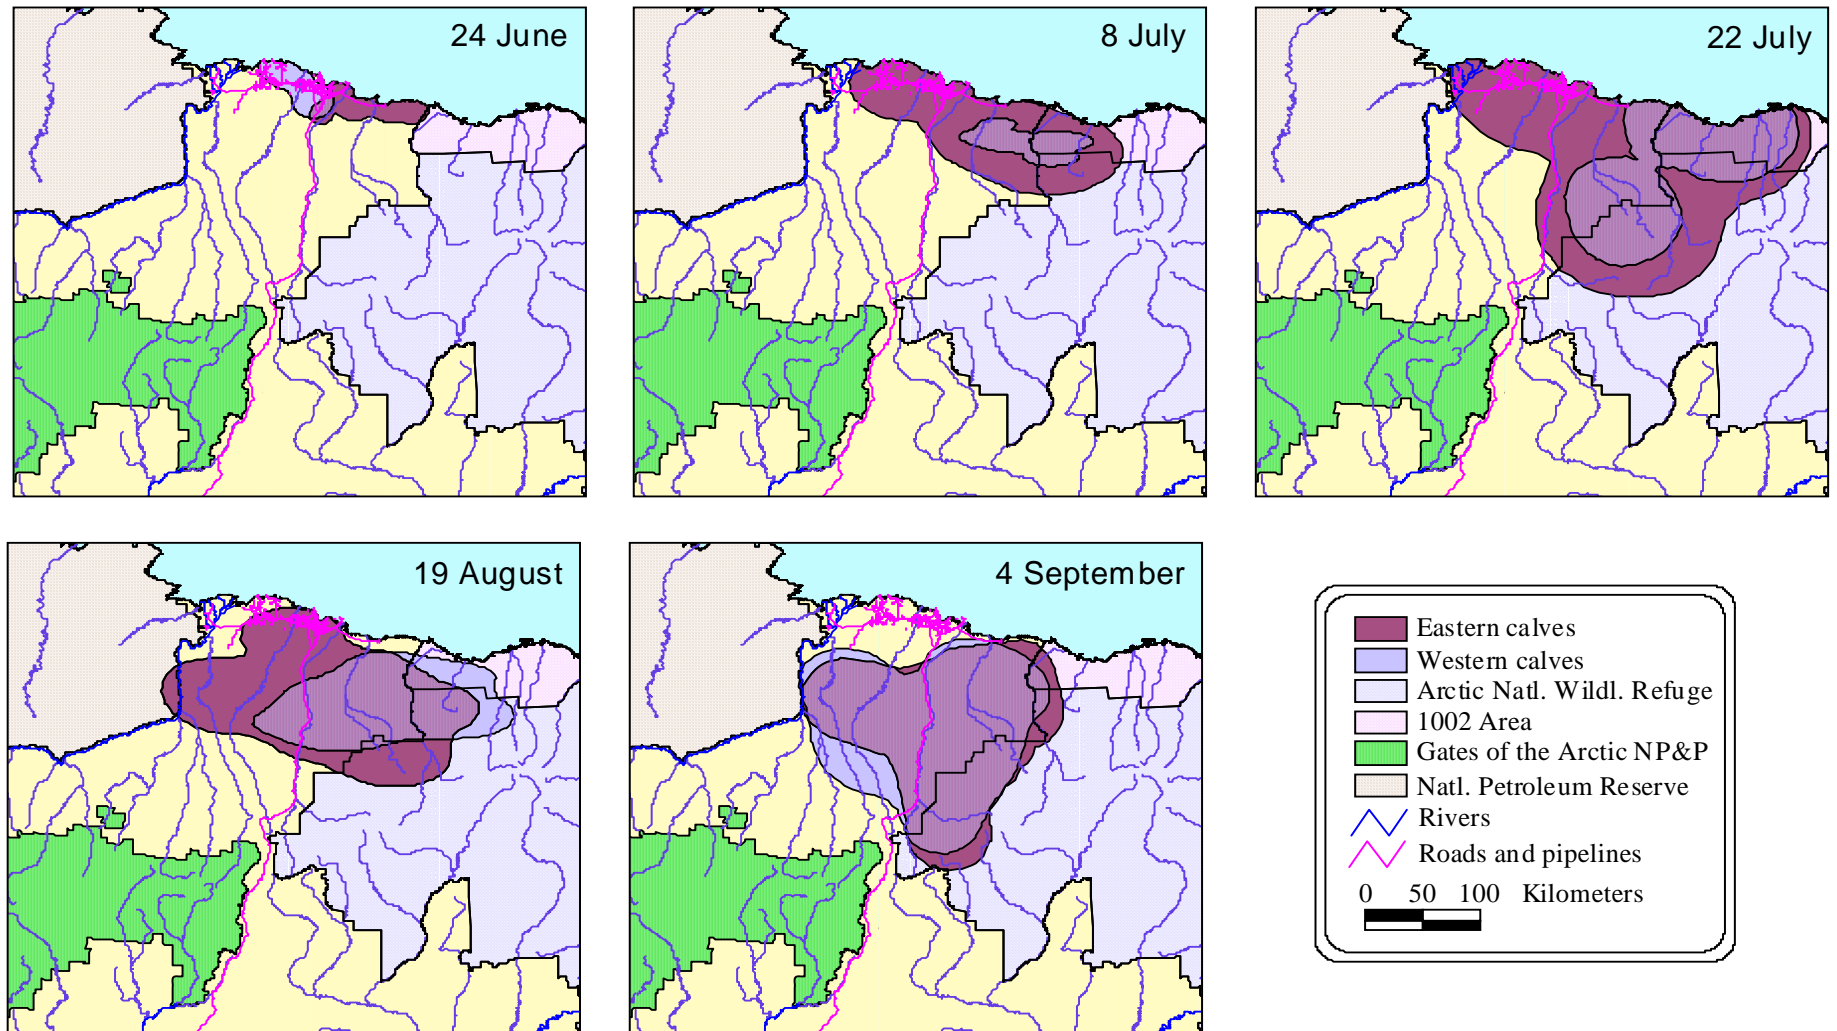 24 June
8 July
22 July
19 August
4 September
Eastern calves
Western calves
Arctic Natl. Wildl. Refuge
1002 Area
Gates of the Arctic NP&P
Natl. Petroleum Reserve
Rivers
Roads and pipelines
0 50 100 Kilometers